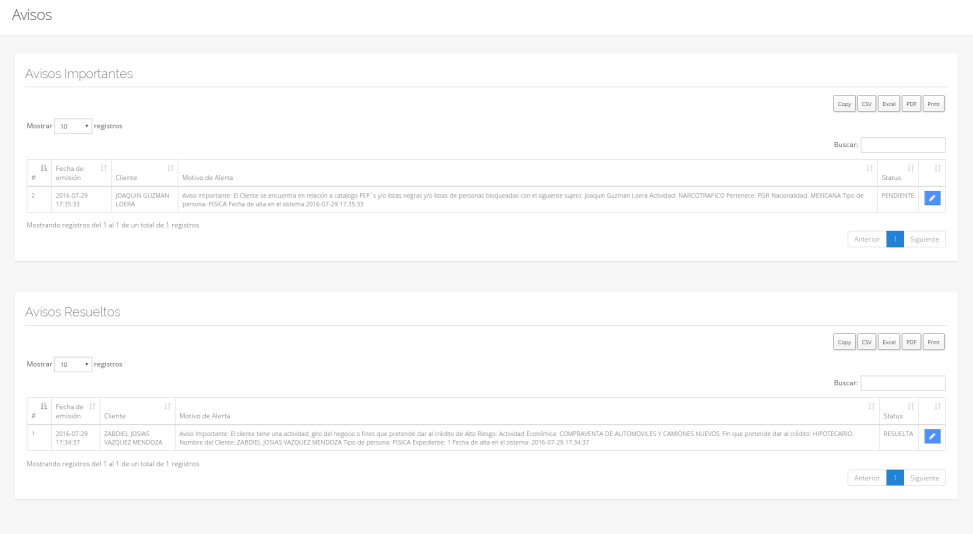 Avisos
Avisos Importantes
Copy CSV Excel PDF Print
Mostrar 10 registros
Buscar:
# Fecha de emisión Cliente Motivo de Alerta Status
2 2016-07-29 JOAQUIN GUZMAN Aviso Importante: El Cliente se encuentra en relación a catalogo PEP´s y/o listas negras y/o listas de personas bloqueadas con el siguiente sujeto: Joaquin Guzman Loera Actividad: NARCOTRAFICO Pertenece: PGR Nacionalidad: MEXICANA Tipo de PENDIENTE
17:35:33 LOERA persona: FISICA Fecha de alta en el sistema:2016-07-29 17:35:33
Mostrando registros del 1 al 1 de un total de 1 registros
Anterior 1 Siguiente
Avisos Resueltos
Copy CSV Excel PDF Print
Mostrar 10 registros
Buscar:
# Fecha de emisión Cliente Motivo de Alerta Status
1 2016-07-29 ZABDIEL JOSIAS Aviso Importante: El cliente tiene una actividad, giro del negocio o fines que pretende dar al crédito de Alto Riesgo: Actividad Económica: COMPRAVENTA DE AUTOMOVILES Y CAMIONES NUEVOS. Fin que pretende dar al crédito: HIPOTECARIO. RESUELTA
17:34:37 VAZQUEZ MENDOZA Nombre del Cliente: ZABDIEL JOSIAS VAZQUEZ MENDOZA Tipo de persona: FISICA Expediente: 1 Fecha de alta en el sistema: 2016-07-29 17:34:37
Mostrando registros del 1 al 1 de un total de 1 registros
Anterior 1 Siguiente